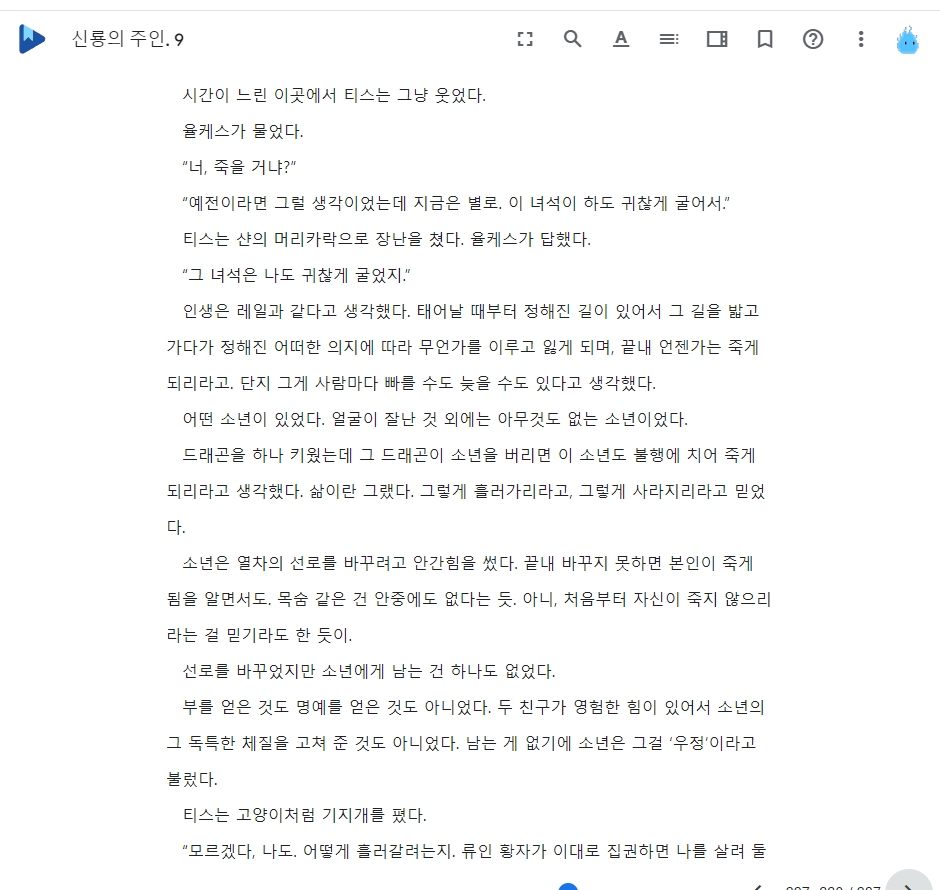 신룡의 주인. 9
시간이 느린 이곳에서 티스는 그냥 웃었다.
율케스가 물었다.
“너, 죽을 거냐?”
“예전이라면 그럴 생각이었는데 지금은 별로. 이 녀석이 하도 귀찮게 굴어서.”
티스는 샨의 머리카락으로 장난을 쳤다. 율케스가 답했다.
“그 녀석은 나도 귀찮게 굴었지.”
인생은 레일과 같다고 생각했다. 태어날 때부터 정해진 길이 있어서 그 길을 밟고
가다가 정해진 어떠한 의지에 따라 무언가를 이루고 잃게 되며, 끝내 언젠가는 죽게
되리라고. 단지 그게 사람마다 빠를 수도 늦을 수도 있다고 생각했다.
어떤 소년이 있었다. 얼굴이 잘난 것 외에는 아무것도 없는 소년이었다.
드래곤을 하나 키웠는데 그 드래곤이 소년을 버리면 이 소년도 불행에 치어 죽게
되리라고 생각했다. 삶이란 그랬다. 그렇게 흘러가리라고, 그렇게 사라지리라고 믿었
다.
소년은 열차의 선로를 바꾸려고 안간힘을 썼다. 끝내 바꾸지 못하면 본인이 죽게
됨을 알면서도. 목숨 같은 건 안중에도 없다는 듯. 아니, 처음부터 자신이 죽지 않으리
라는 걸 믿기라도 한 듯이.
선로를 바꾸었지만 소년에게 남는 건 하나도 없었다.
부를 얻은 것도 명예를 얻은 것도 아니었다. 두 친구가 영험한 힘이 있어서 소년의
그 독특한 체질을 고쳐 준 것도 아니었다. 남는 게 없기에 소년은 그걸 ‘우정’이라고
불렀다.
티스는 고양이처럼 기지개를 폈다.
“모르겠다, 나도. 어떻게 흘러갈려는지. 류인 황자가 이대로 집권하면 나를 살려 둘